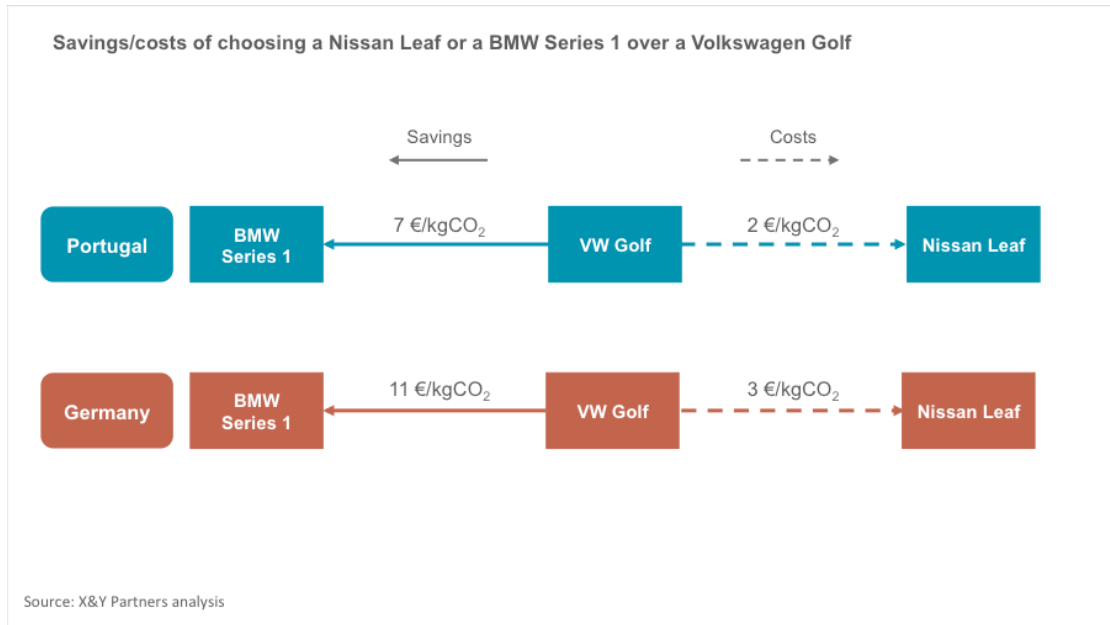 Savings/costs of choosing a Nissan Leaf or a BMW Series 1 over a Volkswagen Golf
Savings
Costs
Portugal
BMW
Series 1
7 €/kgCO₂
VW Golf
2 €/kgCO₂
Nissan Leaf
Germany
BMW
Series 1
11 €/kgCO₂
VW Golf
3 €/kgCO₂
Nissan Leaf
Source: X&Y Partners analysis